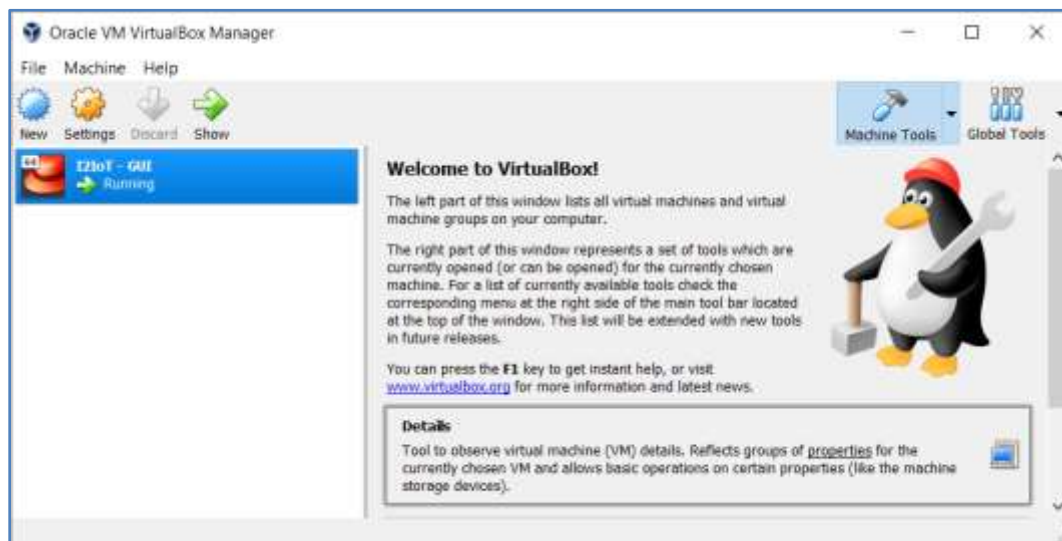 Oracle VM VirtualBox Manager
File Machine Help
New Settings Discard Show
Machine Tools Global Tools
64
I2IoT - GUI
Running
Welcome to VirtualBox!
The left part of this window lists all virtual machines and virtual
machine groups on your computer.
The right part of this window represents a set of tools which are
currently opened (or can be opened) for the currently chosen
machine. For a list of currently available tools check the
corresponding menu at the right side of the main tool bar located
at the top of the window. This list will be extended with new tools
in future releases.
You can press the F1 key to get instant help, or visit
www.virtualbox.org for more information and latest news.
Details
Tool to observe virtual machine (VM) details. Reflects groups of properties for the
currently chosen VM and allows basic operations on certain properties (like the machine
storage devices).